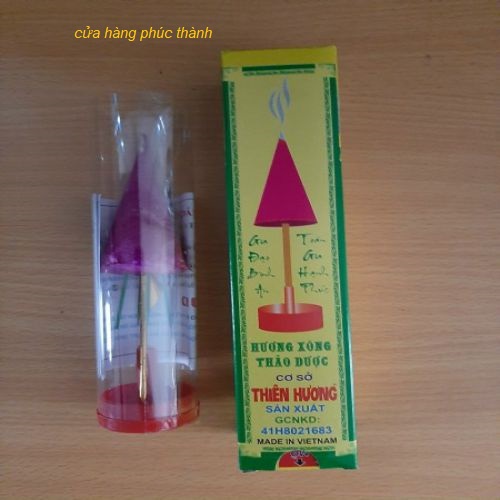 cửa hàng phúc thành
Gia Toàn
Đạo Gia
Bình Hạnh
An Phúc
HƯƠNG XÔNG
THẢO DƯỢC
CƠ SỞ
THIÊN HƯƠNG
SẢN XUẤT
GCNKD:
41H8021683
MADE IN VIETNAM